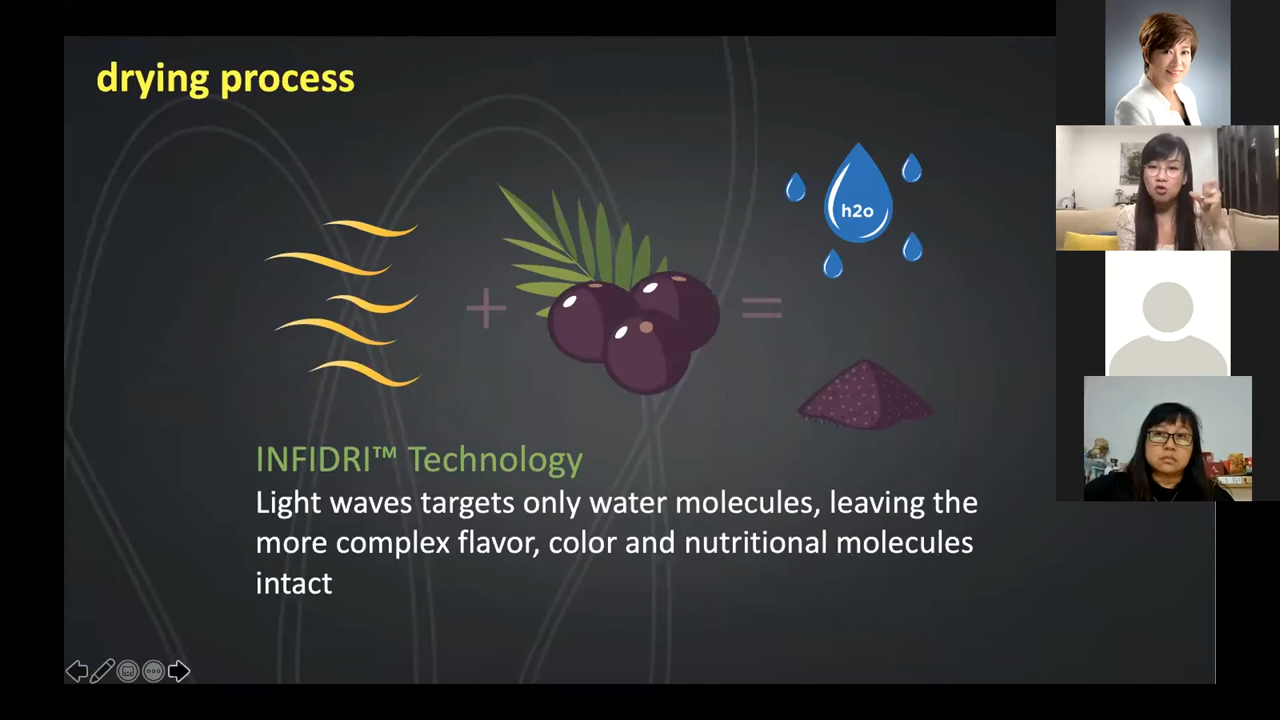 drying process
h2o
INFIDRI™ Technology
Light waves targets only water molecules, leaving the
more complex flavor, color and nutritional molecules
intact